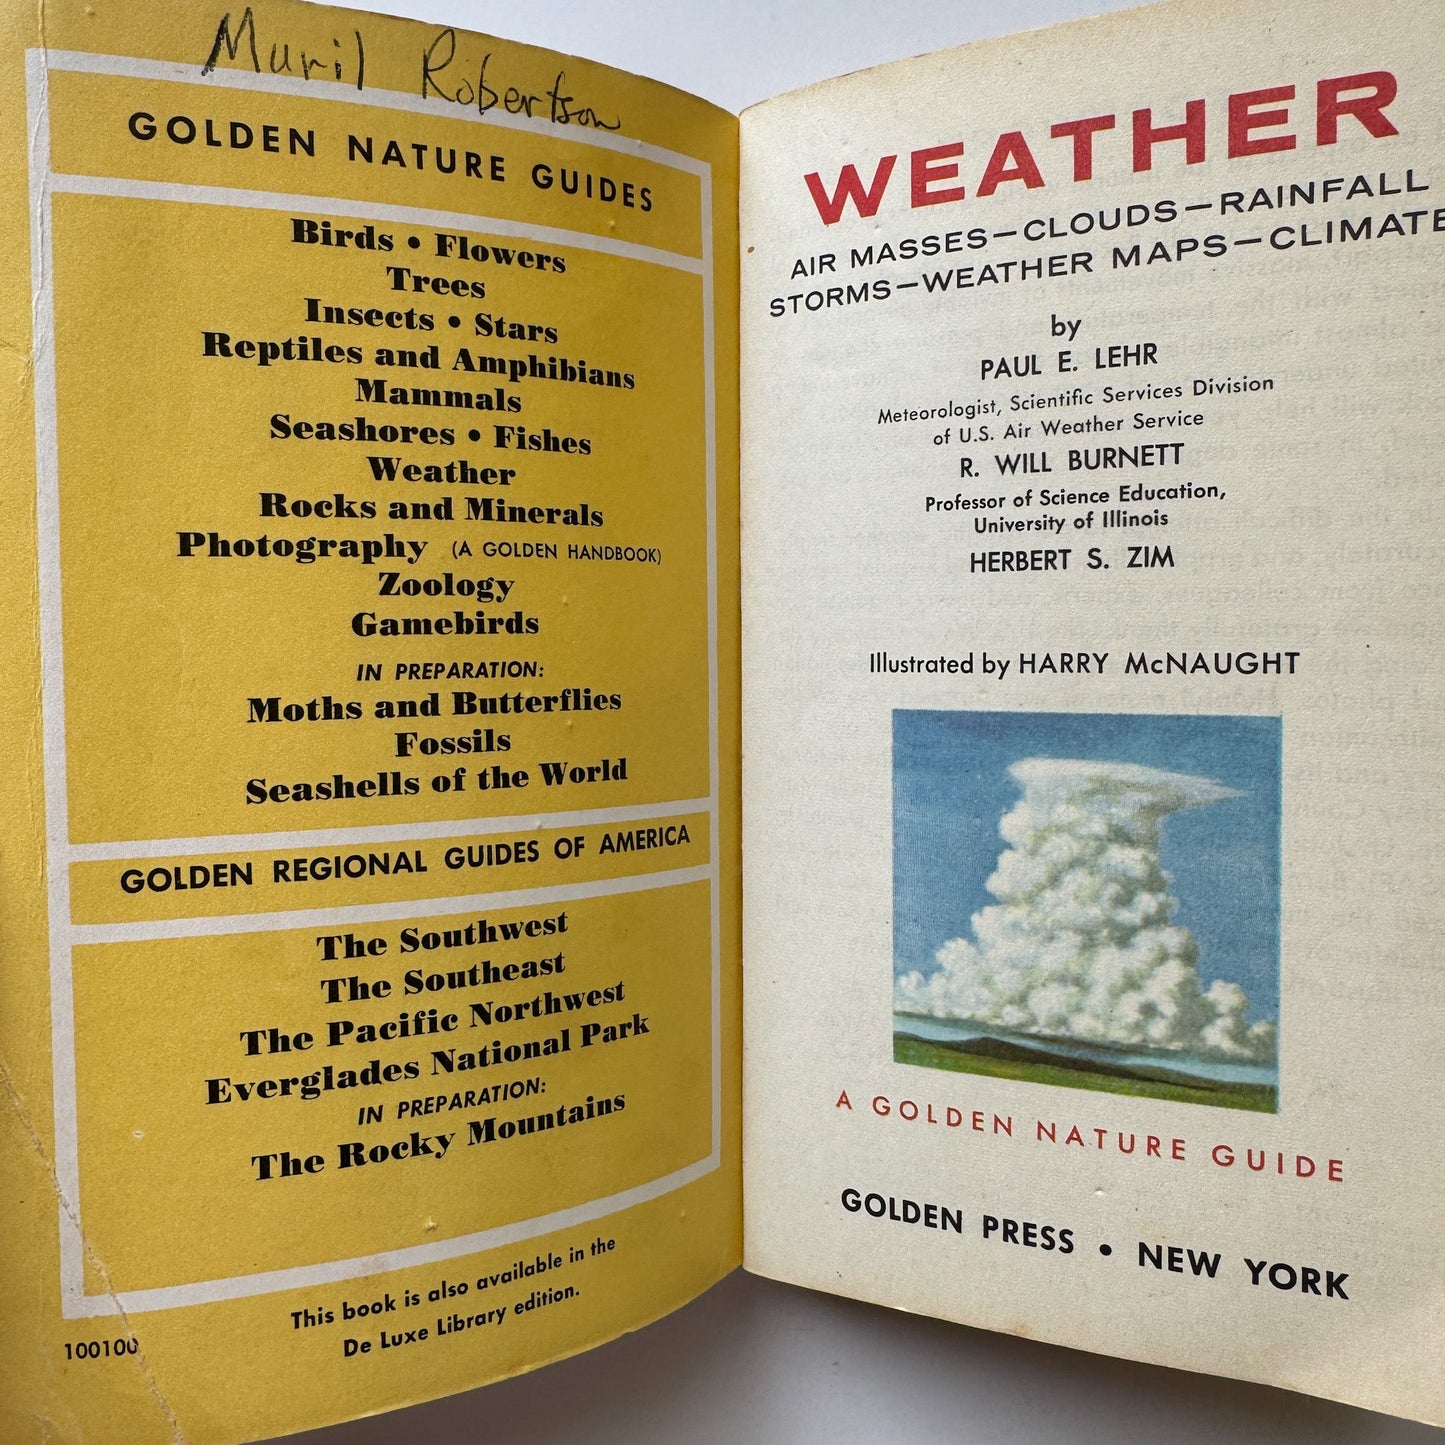 Muril Robertson
GOLDEN NATURE GUIDES
Birds • Flowers
Trees
Insects • Stars
Reptiles and Amphibians
Mammals
Seashores • Fishes
Weather
Rocks and Minerals
Photography (A GOLDEN HANDBOOK)
Zoology
Gamebirds
IN PREPARATION:
Moths and Butterflies
Fossils
Seashells of the World
GOLDEN REGIONAL GUIDES OF AMERICA
The Southwest
The Southeast
The Pacific Northwest
Everglades National Park
IN PREPARATION:
The Rocky Mountains
This book is also available in the
De Luxe Library edition.
100100
WEATHER
AIR MASSES—CLOUDS—RAINFALL
STORMS—WEATHER MAPS—CLIMATE
by
PAUL E. LEHR
Meteorologist, Scientific Services Division
of U.S. Air Weather Service
R. WILL BURNETT
Professor of Science Education,
University of Illinois
HERBERT S. ZIM
Illustrated by HARRY McNAUGHT
A GOLDEN NATURE GUIDE
GOLDEN PRESS • NEW YORK